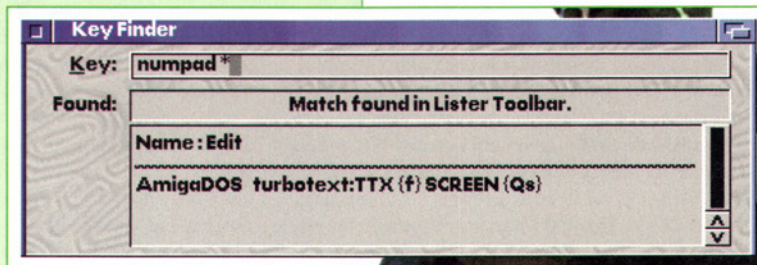 Key Finder
Key: numpad *
Found: Match found in Lister Toolbar.
Name : Edit
AmigaDOS turbotext:TTX {f} SCREEN {Qs}